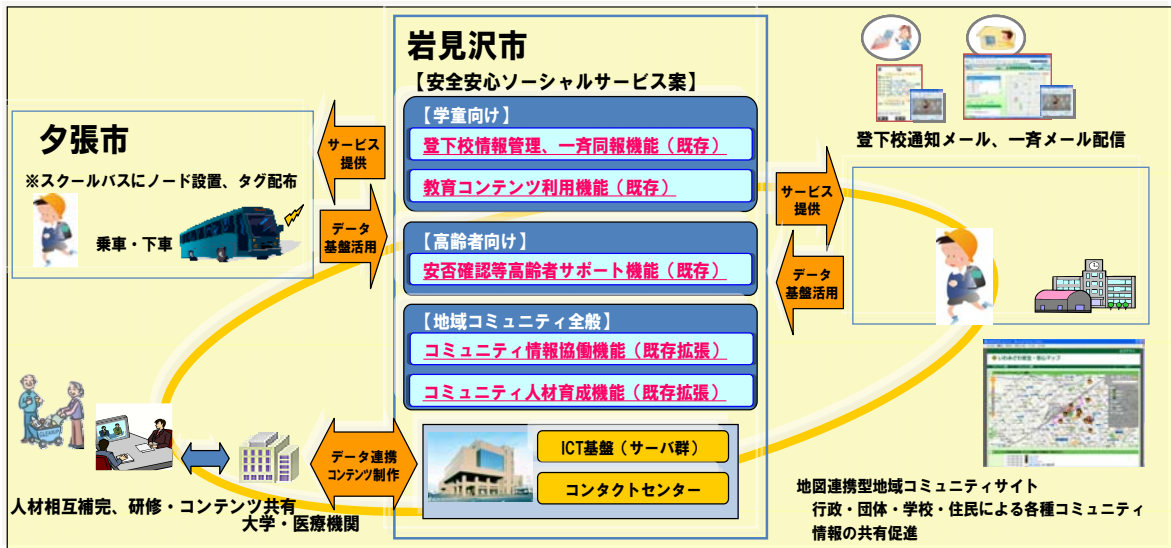 岩見沢市
【安全安心ソーシャルサービス案】
【学童向け】
登下校情報管理、一斉同報機能（既存）
教育コンテンツ利用機能（既存）
【高齢者向け】
安否確認等高齢者サポート機能（既存）
【地域コミュニティ全般】
コミュニティ情報協働機能（既存拡張）
コミュニティ人材育成機能（既存拡張）
ICT基盤（サーバ群）
コンタクトセンター
夕張市
※スクールバスにノード設置、タグ配布
乗車・下車
サービス
提供
データ
基盤活用
サービス
提供
データ
基盤活用
登下校通知メール、一斉メール配信
データ連携
コンテンツ制作
人材相互補完、研修・コンテンツ共有
大学・医療機関
地図連携型地域コミュニティサイト
行政・団体・学校・住民による各種コミュニティ
情報の共有促進